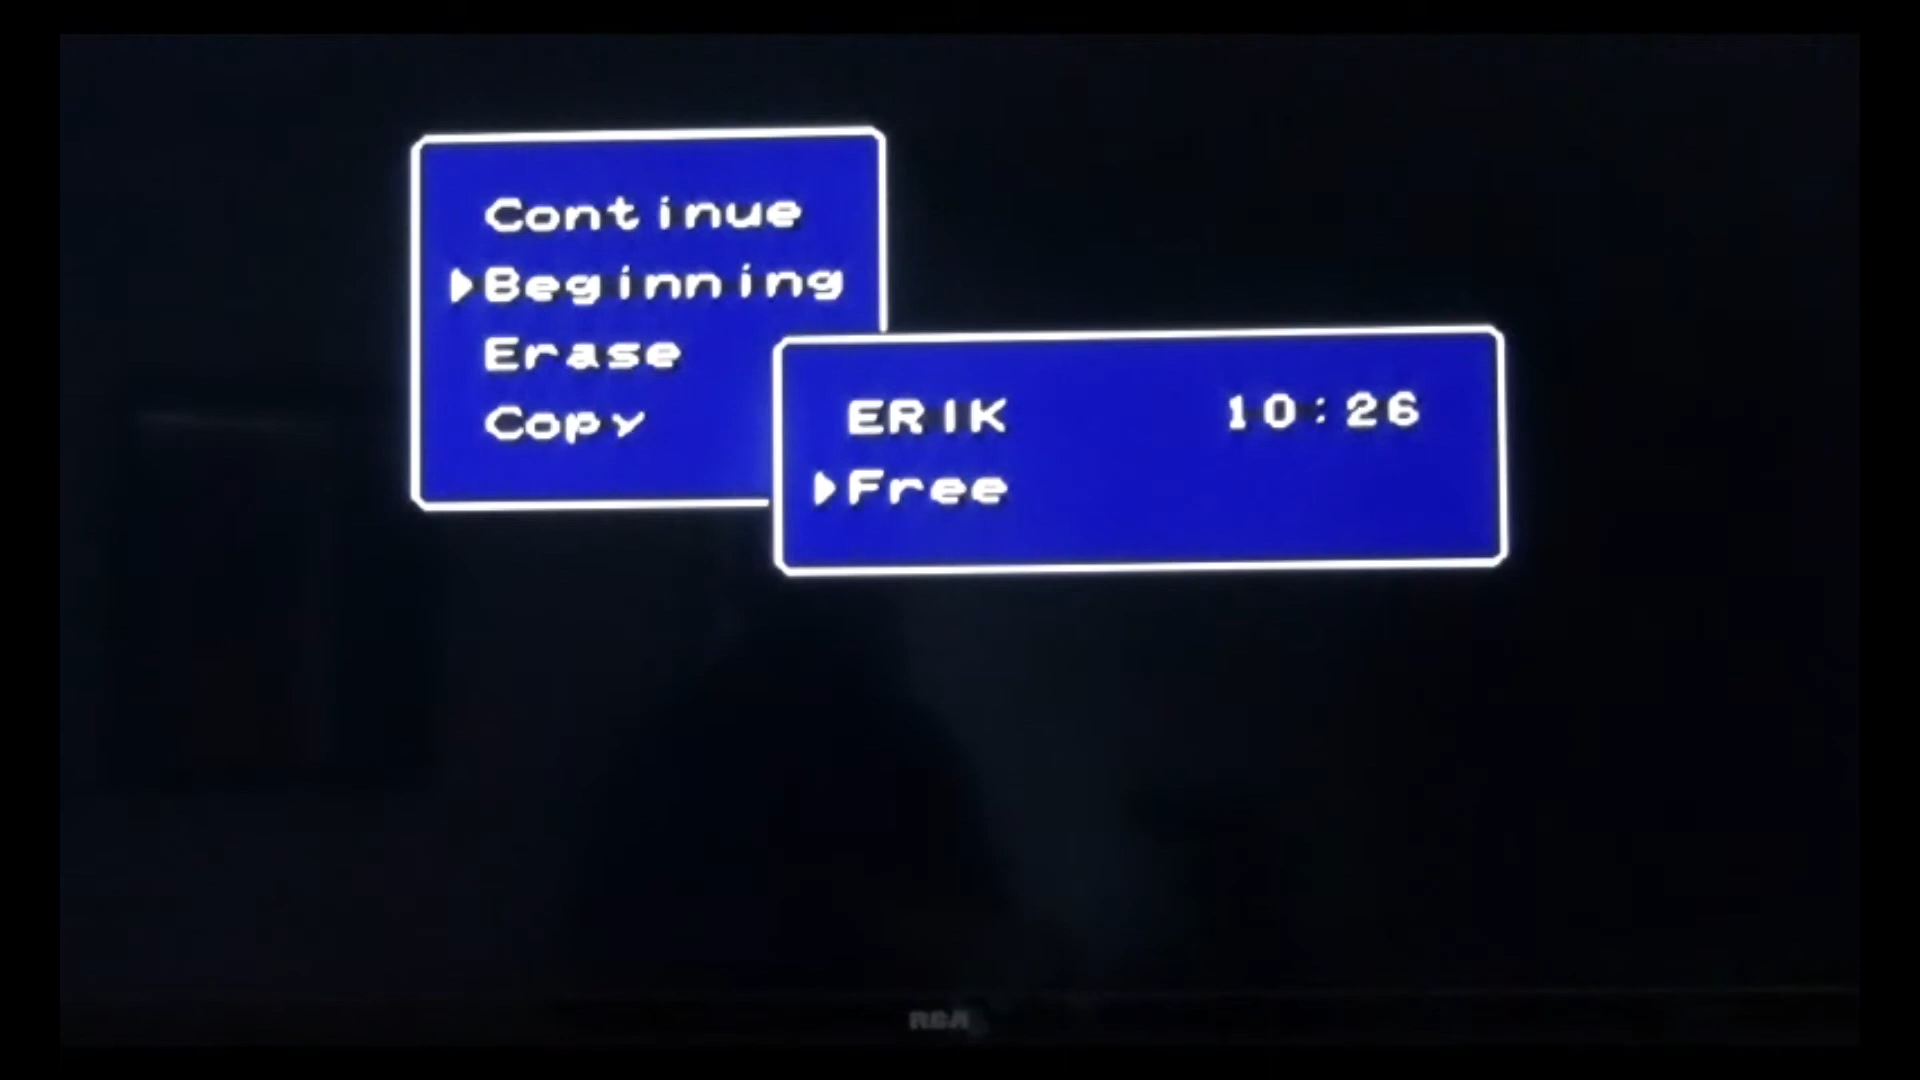 Continue
Beginning
Erase
Copy
ERIK 10:26
Free
RCA